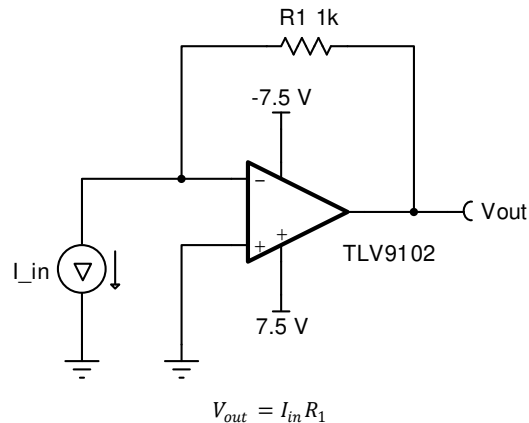 R1 1k
-7.5 V
−
Vout
+
+
TLV9102
I_in
7.5 V
V_out = I_in R_1